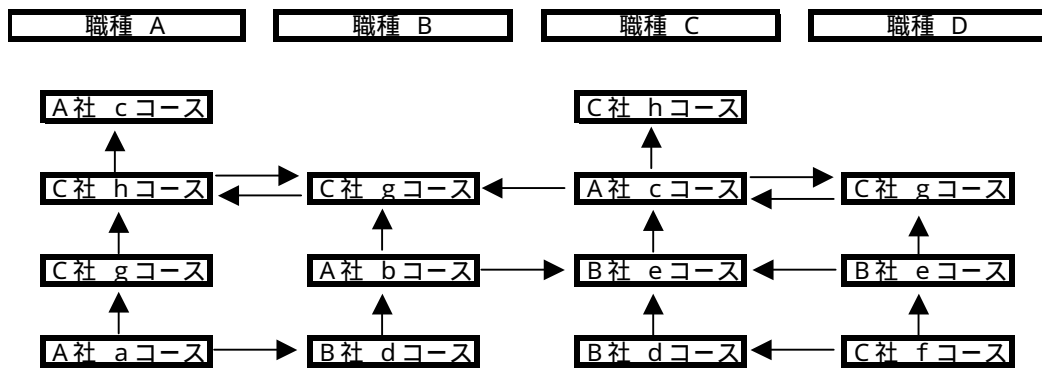 職種 A 職種 B 職種 C 職種 D
A社 cコース C社 hコース
C社 hコース C社 gコース A社 cコース C社 gコース
C社 gコース A社 bコース B社 eコース B社 eコース
A社 aコース B社 dコース B社 dコース C社 fコース